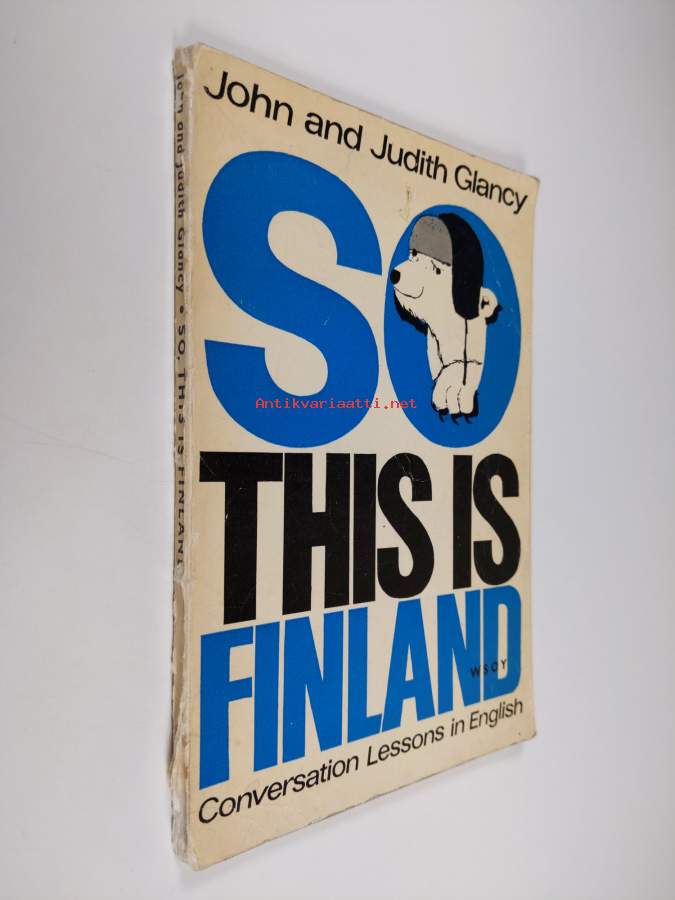 John and Judith Glancy
SO
THIS IS
FINLAND
WSOY
Conversation Lessons in English
John and Judith Glancy • SO, THIS IS FINLAND
Antikvariaatti.net